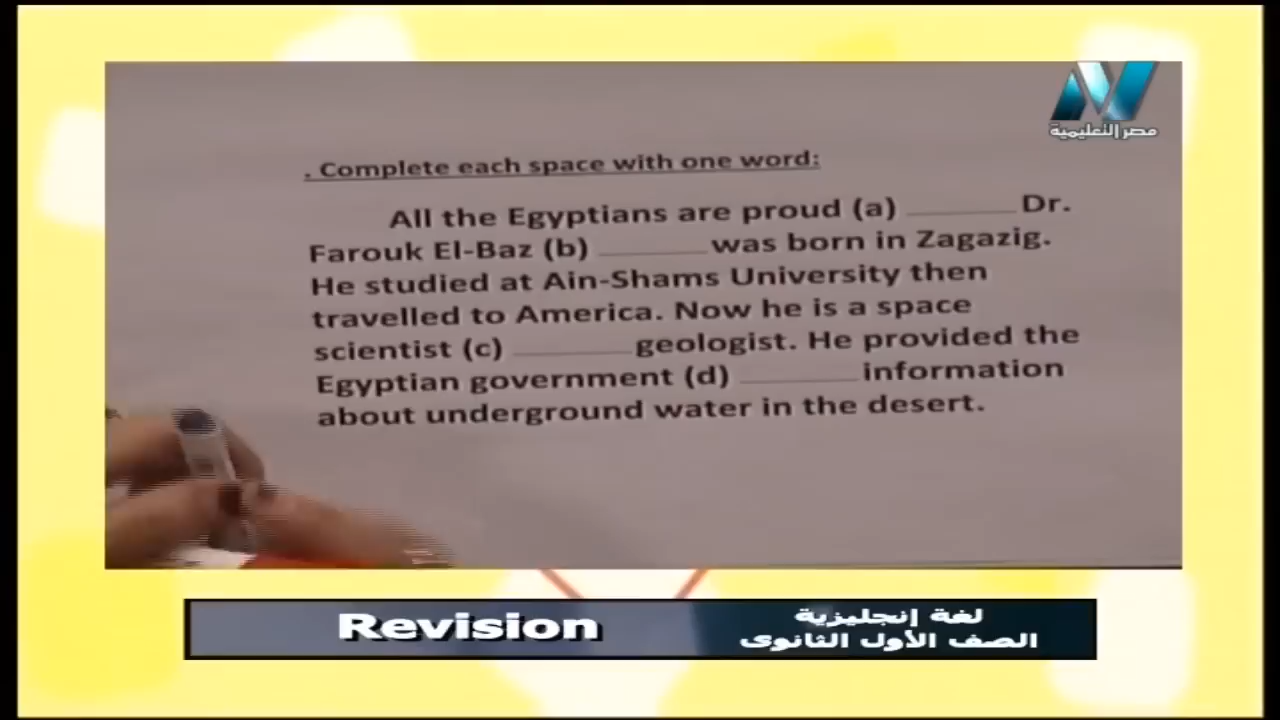 مصر التعليمية
. Complete each space with one word:
All the Egyptians are proud (a) ________ Dr.
Farouk El-Baz (b) ________ was born in Zagazig.
He studied at Ain-Shams University then
travelled to America. Now he is a space
scientist (c) ________ geologist. He provided the
Egyptian government (d) ________ information
about underground water in the desert.
Revision
لغة إنجليزية
الصف الأول الثانوى